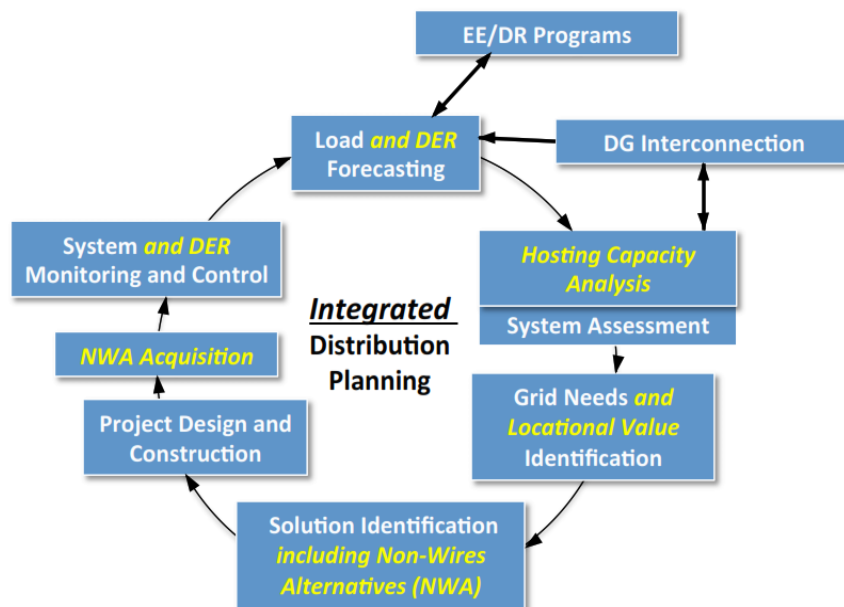 EE/DR Programs
Load and DER
Forecasting
DG Interconnection
Hosting Capacity
Analysis
System Assessment
System and DER
Monitoring and Control
Integrated
Distribution
Planning
NWA Acquisition
Grid Needs and
Locational Value
Identification
Project Design and
Construction
Solution Identification
including Non-Wires
Alternatives (NWA)